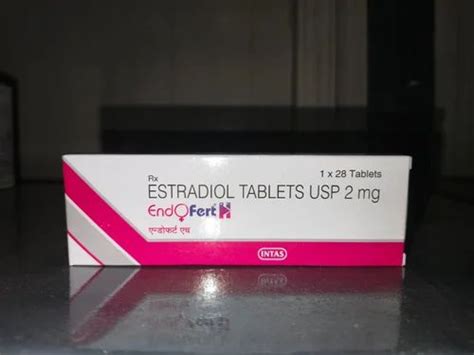 Rx
1 x 28 Tablets
ESTRADIOL TABLETS USP 2 mg
EndoFert H
एन्डोफर्ट एच
INTAS